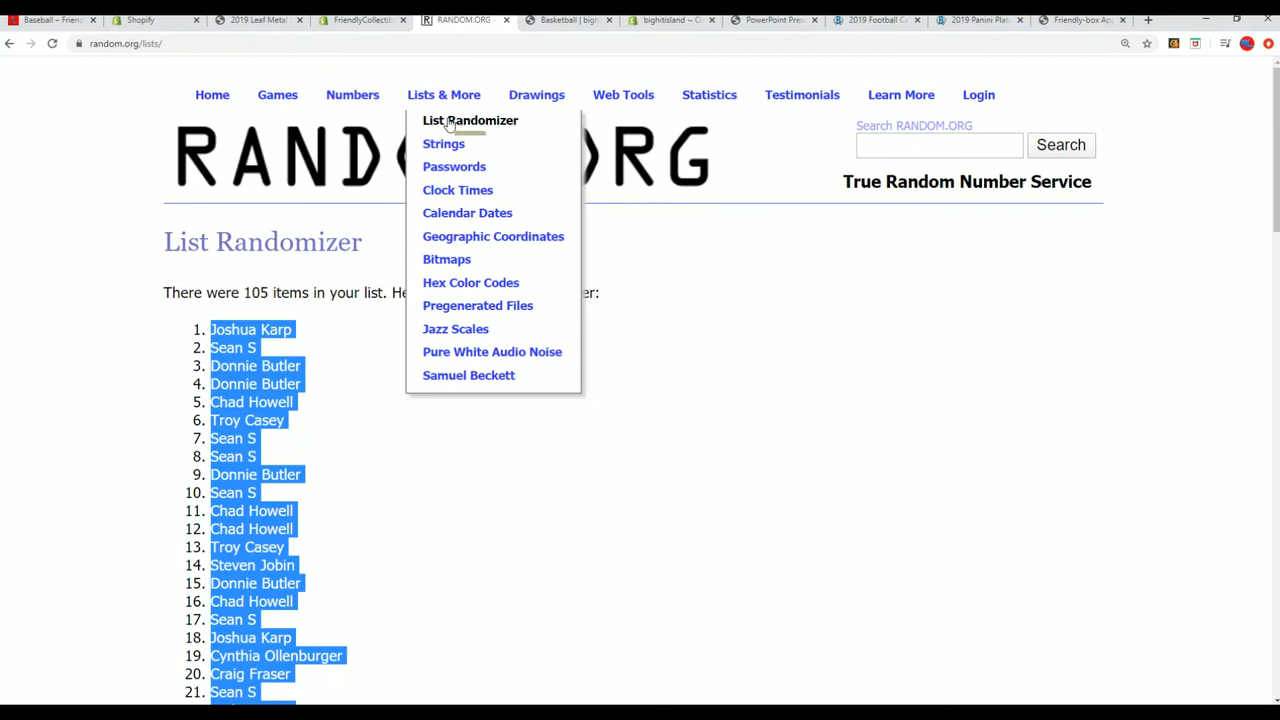 Baseball – Friend
Shopify
2019 Leaf Metal
FriendlyCollectib
RANDOM.ORG -
Basketball | bigh
bighitisland ~ O
PowerPoint Pres
2019 Football C
2019 Panini Plat
Friendly-box Ap
random.org/lists/
Home Games Numbers Lists & More Drawings Web Tools Statistics Testimonials Learn More Login
List Randomizer
Strings
Passwords
Clock Times
Calendar Dates
Geographic Coordinates
Bitmaps
Hex Color Codes
Pregenerated Files
Jazz Scales
Pure White Audio Noise
Samuel Beckett
RANDO RG
Search RANDOM.ORG
Search
True Random Number Service
List Randomizer
There were 105 items in your list. He er:
1. Joshua Karp
2. Sean S
3. Donnie Butler
4. Donnie Butler
5. Chad Howell
6. Troy Casey
7. Sean S
8. Sean S
9. Donnie Butler
10. Sean S
11. Chad Howell
12. Chad Howell
13. Troy Casey
14. Steven Jobin
15. Donnie Butler
16. Chad Howell
17. Sean S
18. Joshua Karp
19. Cynthia Ollenburger
20. Craig Fraser
21. Sean S